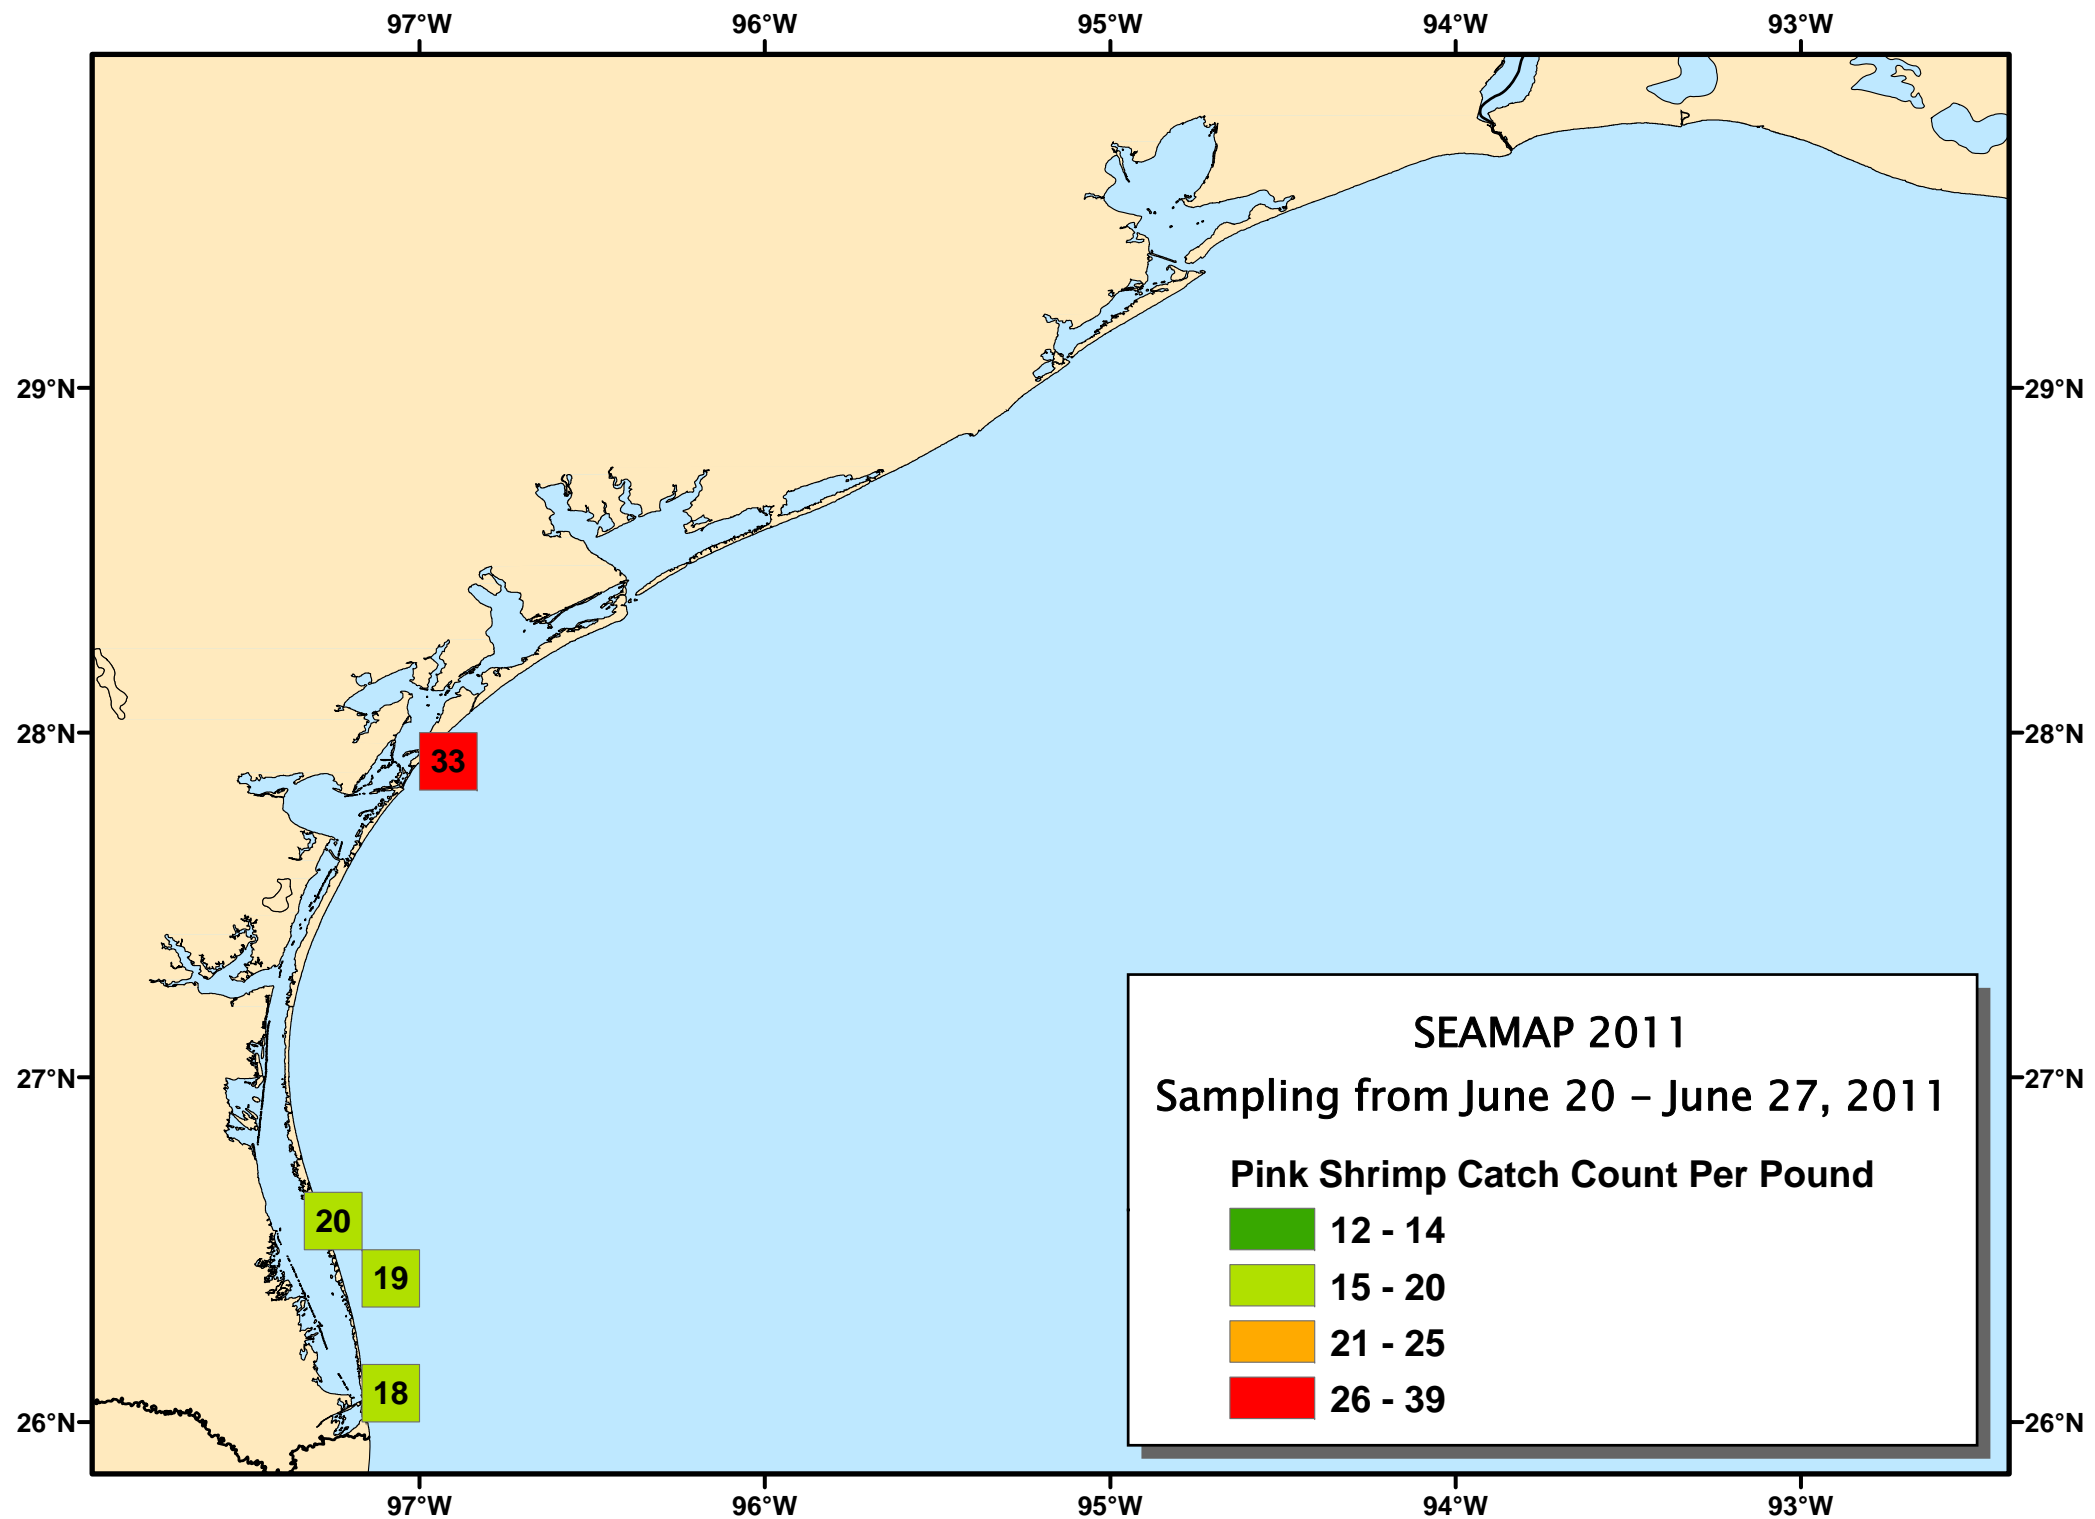 97°W 96°W 95°W 94°W 93°W
29°N 29°N
28°N 28°N
33
SEAMAP 2011
27°N 27°N
Sampling from June 20 – June 27, 2011
Pink Shrimp Catch Count Per Pound
20
12 - 14
19
15 - 20
21 - 25
18
26 - 39
26°N 26°N
97°W 96°W 95°W 94°W 93°W